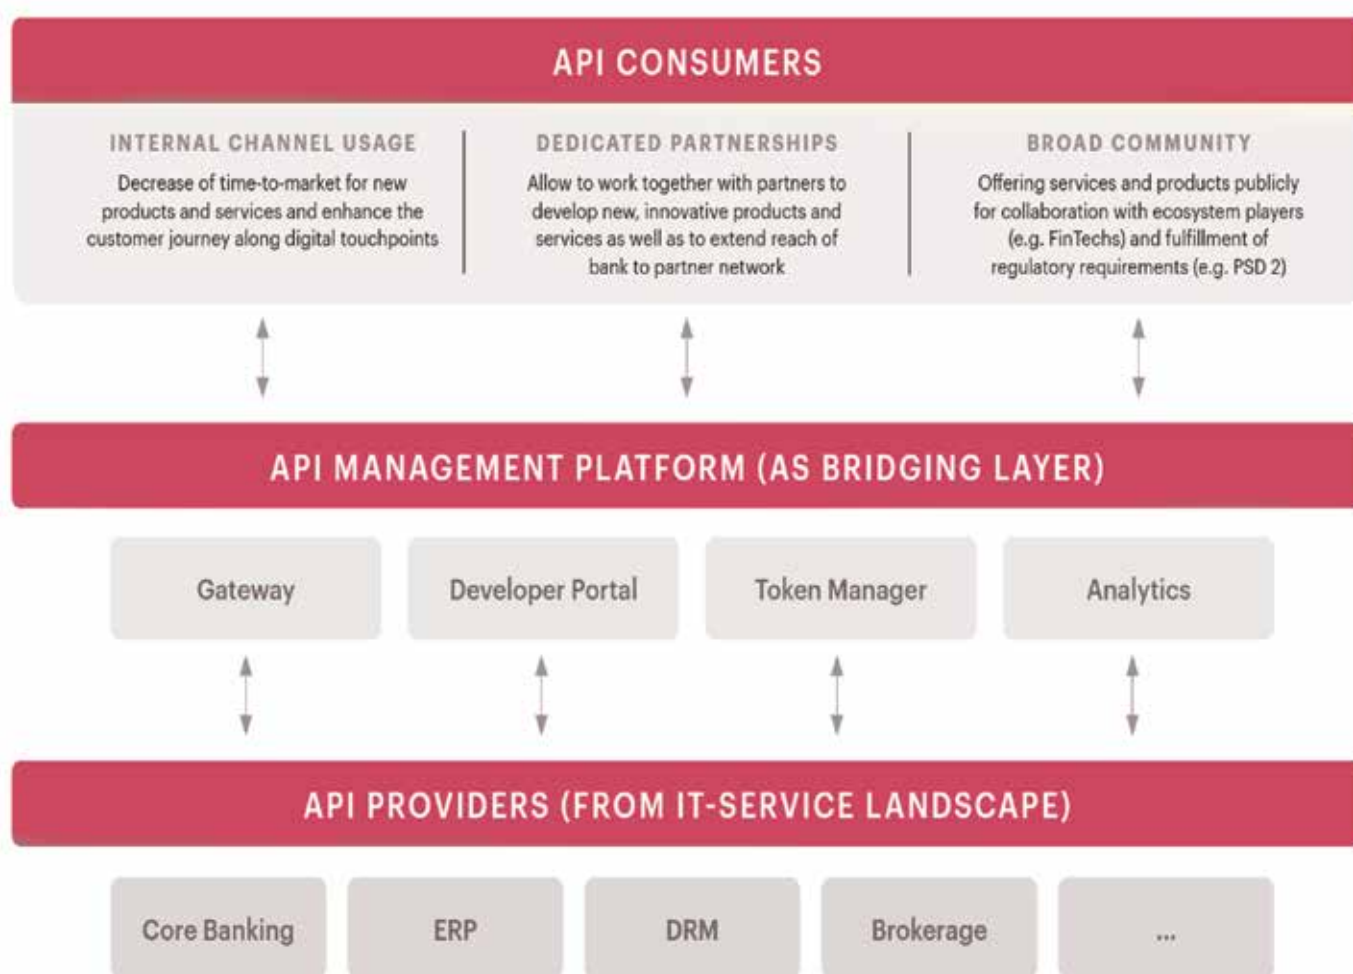 API CONSUMERS
INTERNAL CHANNEL USAGE
Decrease of time-to-market for new
products and services and enhance the
customer journey along digital touchpoints
DEDICATED PARTNERSHIPS
Allow to work together with partners to
develop new, innovative products and
services as well as to extend reach of
bank to partner network
BROAD COMMUNITY
Offering services and products publicly
for collaboration with ecosystem players
(e.g. FinTechs) and fulfillment of
regulatory requirements (e.g. PSD 2)
API MANAGEMENT PLATFORM (AS BRIDGING LAYER)
Gateway
Developer Portal
Token Manager
Analytics
API PROVIDERS (FROM IT-SERVICE LANDSCAPE)
Core Banking
ERP
DRM
Brokerage
...